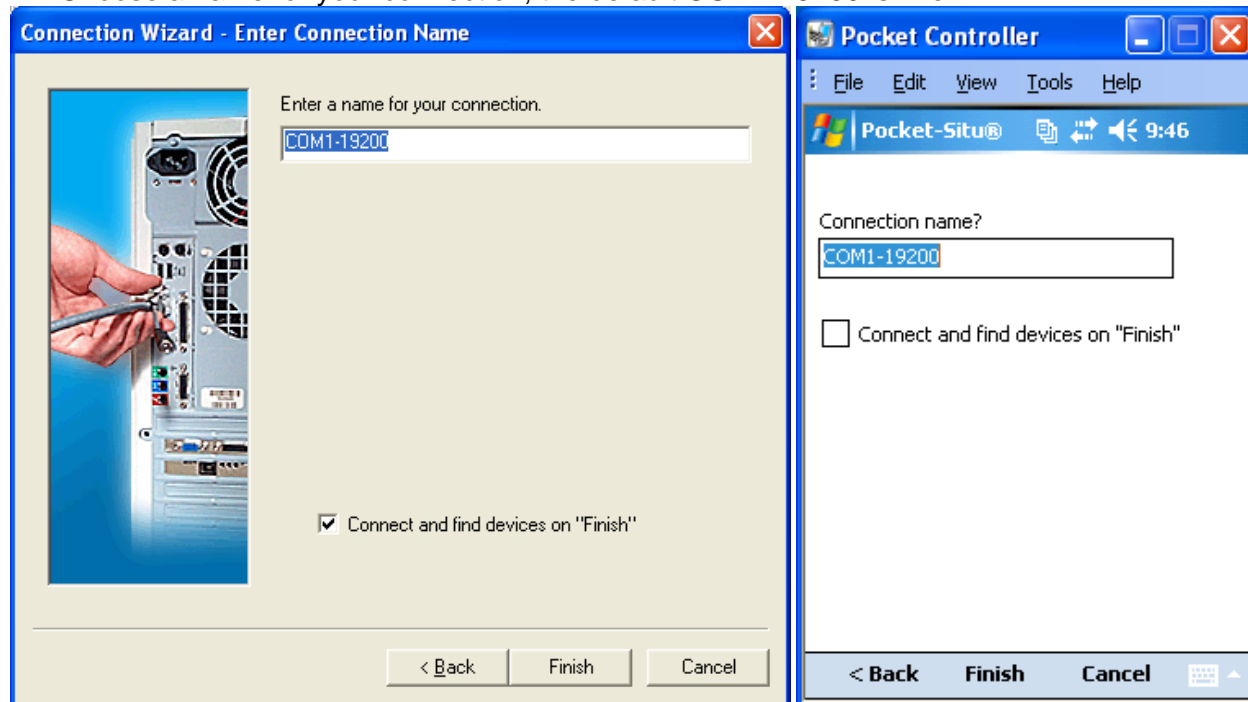 Connection Wizard - Enter Connection Name
Enter a name for your connection.
COM1-19200
Connect and find devices on "Finish"
< Back Finish Cancel
Pocket Controller
File Edit View Tools Help
Pocket-Situ® 9:46
Connection name?
COM1-19200
Connect and find devices on "Finish"
< Back Finish Cancel